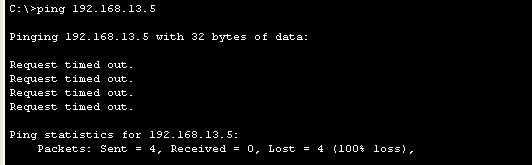 C:\>ping 192.168.13.5
Pinging 192.168.13.5 with 32 bytes of data:
Request timed out.
Request timed out.
Request timed out.
Request timed out.
Ping statistics for 192.168.13.5:
    Packets: Sent = 4, Received = 0, Lost = 4 (100% loss),